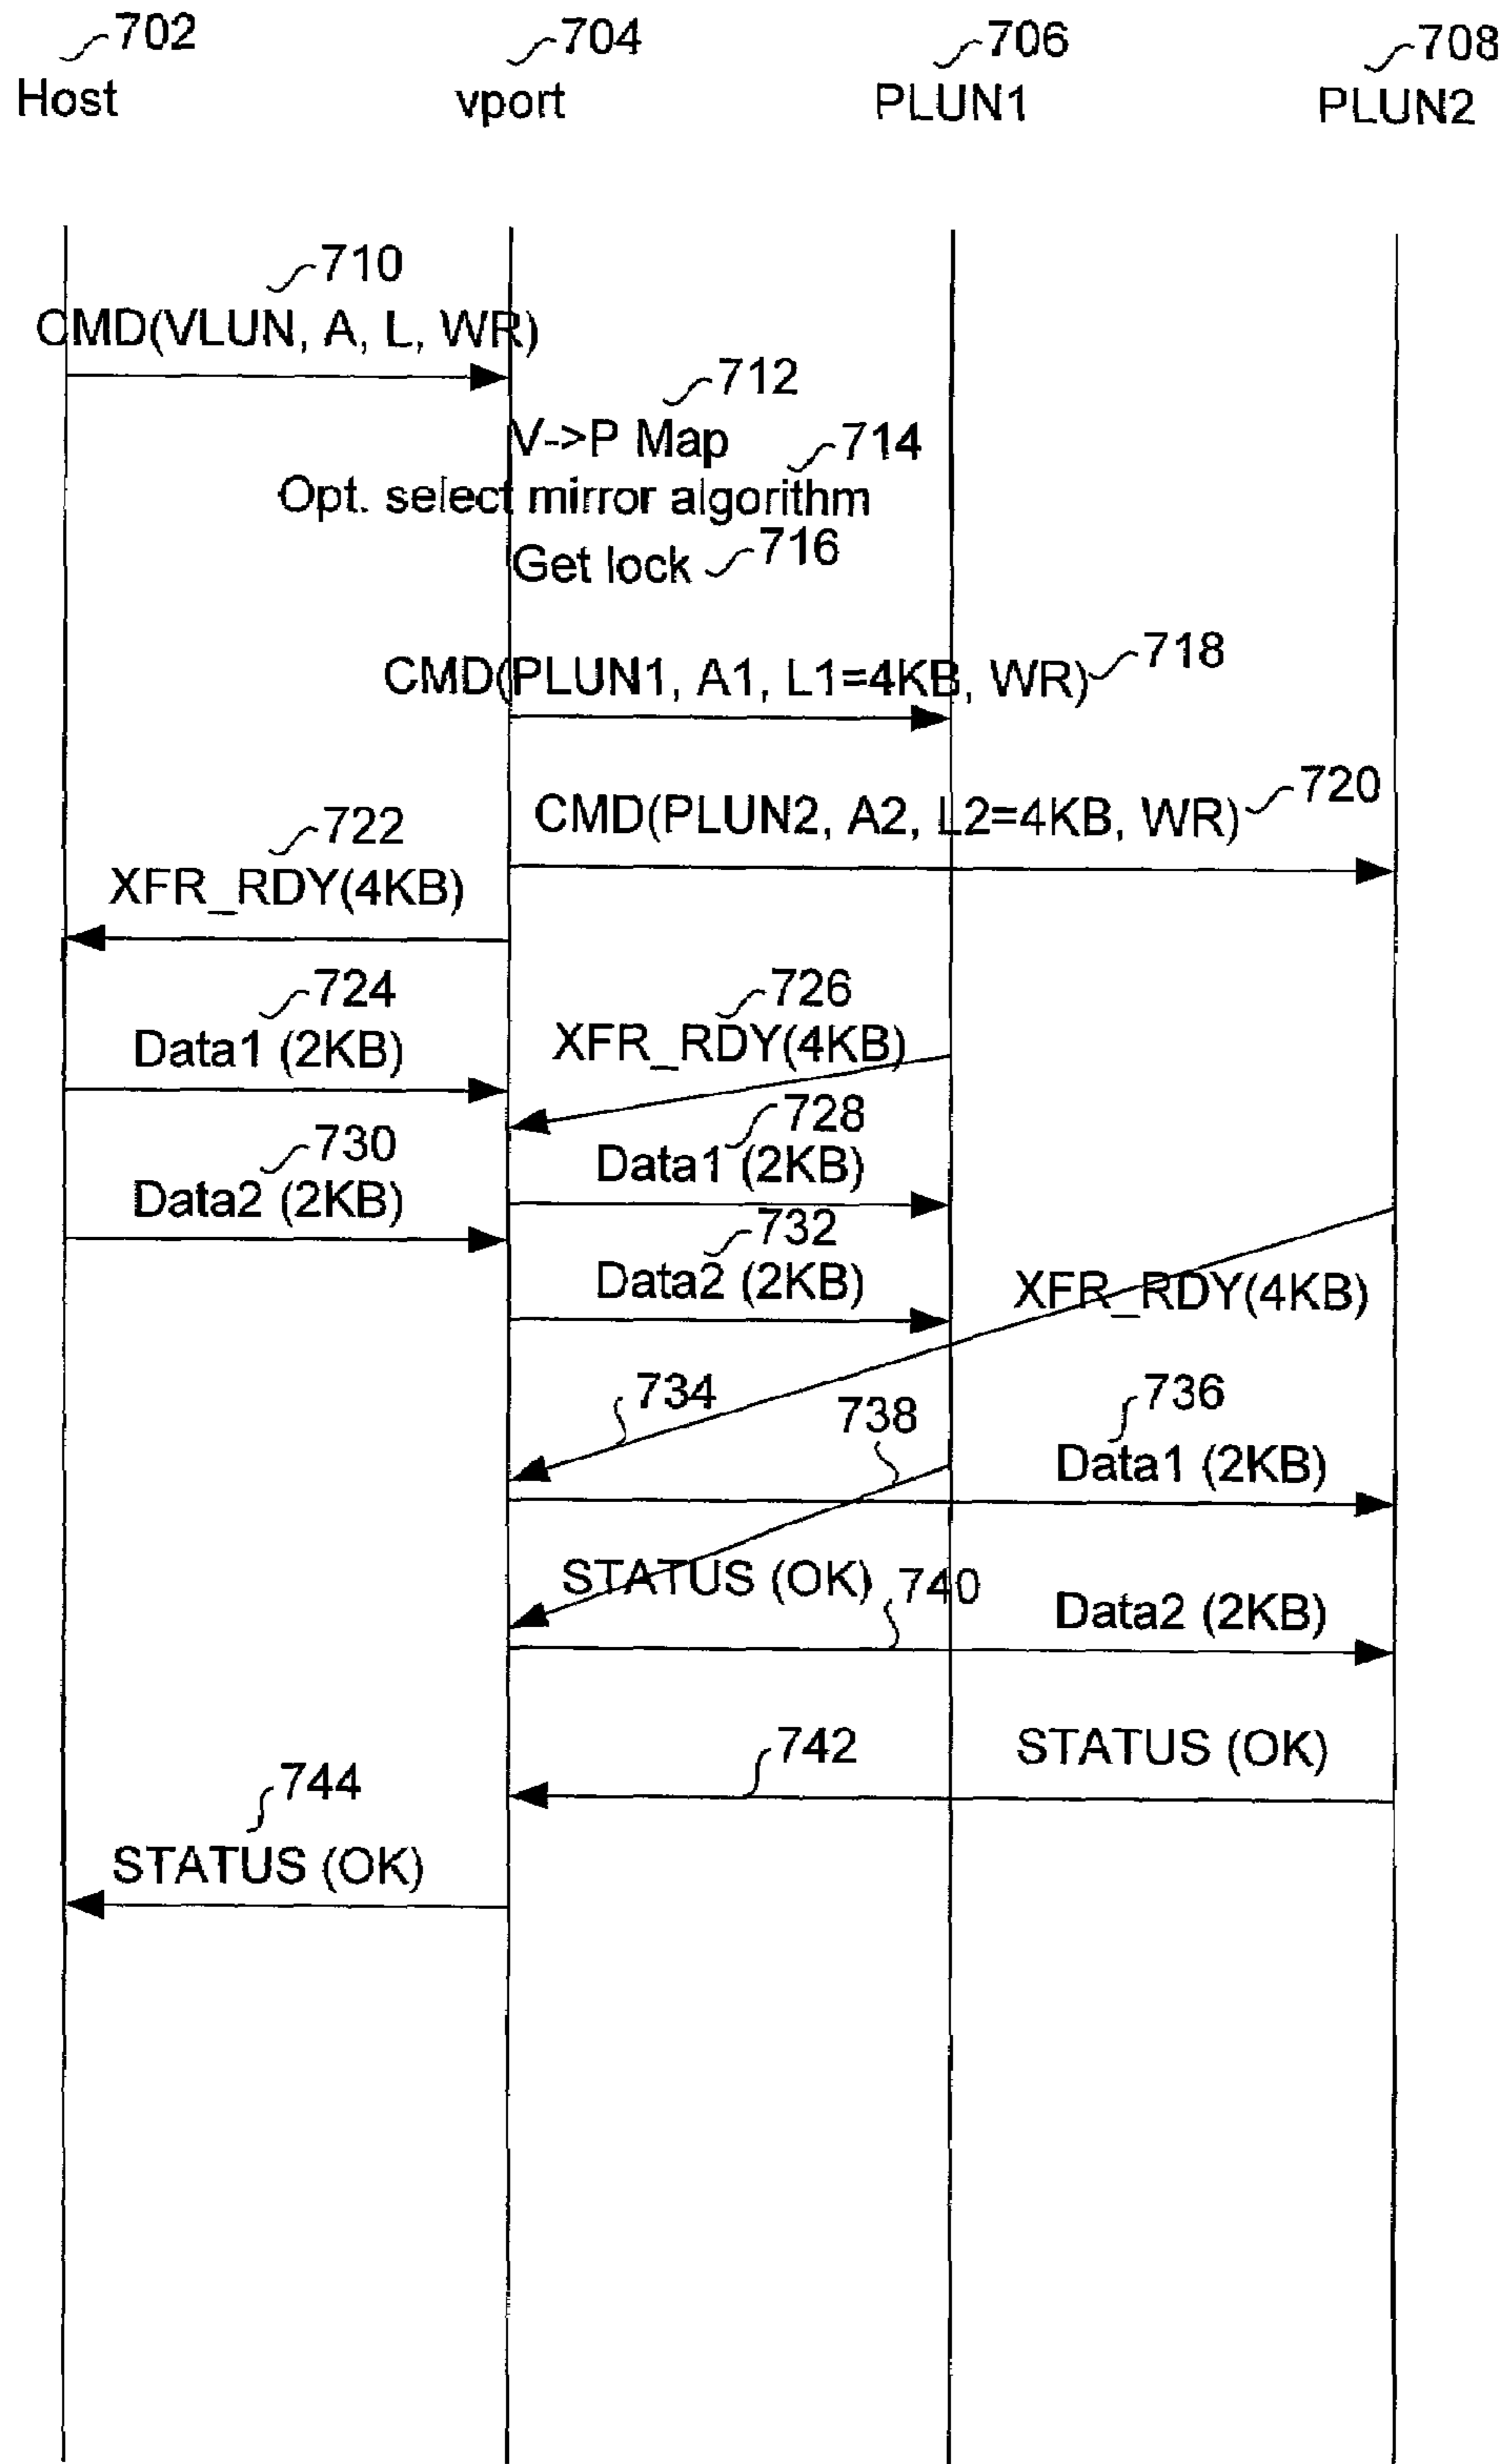 702
704
706
708
Host
vport
PLUN1
PLUN2
710
CMD(VLUN, A, L, WR)
712
V->P Map
714
Opt. select mirror algorithm
716
Get lock
718
CMD(PLUN1, A1, L1=4KB, WR)
720
CMD(PLUN2, A2, L2=4KB, WR)
722
XFR_RDY(4KB)
724
Data1 (2KB)
726
XFR_RDY(4KB)
728
Data1 (2KB)
730
Data2 (2KB)
732
Data2 (2KB)
XFR_RDY(4KB)
734
738
736
Data1 (2KB)
STATUS (OK)
740
Data2 (2KB)
742
STATUS (OK)
744
STATUS (OK)